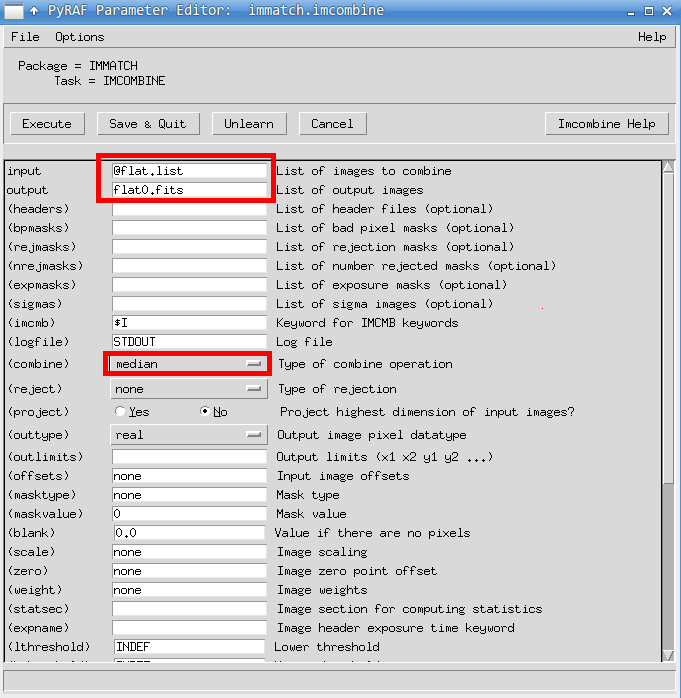 PyRAF Parameter Editor: immatch.imcombine
File Options Help
Package = IMMATCH
Task = IMCOMBINE
Execute Save & Quit Unlearn Cancel Imcombine Help
input @flat.list List of images to combine
output flat0.fits List of output images
(headers) List of header files (optional)
(bpmasks) List of bad pixel masks (optional)
(rejmasks) List of rejection masks (optional)
(nrejmasks) List of number rejected masks (optional)
(expmasks) List of exposure masks (optional)
(sigmas) List of sigma images (optional)
(imcmb) $I Keyword for IMCMB keywords
(logfile) STDOUT Log file
(combine) median Type of combine operation
(reject) none Type of rejection
(project) Yes No Project highest dimension of input images?
(outtype) real Output image pixel datatype
(outlimits) Output limits (x1 x2 y1 y2 ...)
(offsets) none Input image offsets
(masktype) none Mask type
(maskvalue) 0 Mask value
(blank) 0.0 Value if there are no pixels
(scale) none Image scaling
(zero) none Image zero point offset
(weight) none Image weights
(statsec) Image section for computing statistics
(expname) Image header exposure time keyword
(lthreshold) INDEF Lower threshold